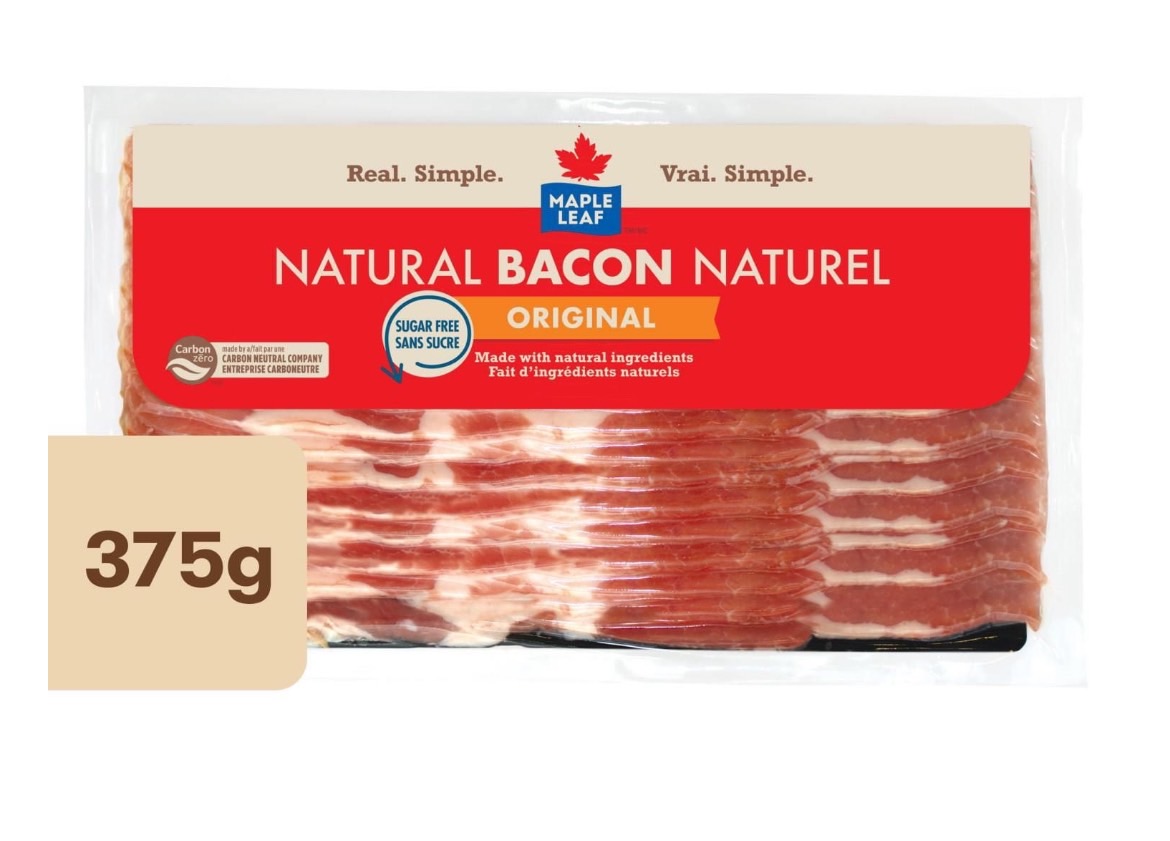 Real. Simple.
MAPLE
LEAF
Vrai. Simple.
NATURAL BACON NATUREL
ORIGINAL
SUGAR FREE
SANS SUCRE
Made with natural ingredients
Fait d'ingrédients naturels
Carbon
zéro
made by a/fait par une
CARBON NEUTRAL COMPANY
ENTREPRISE CARBONEUTRE
375g